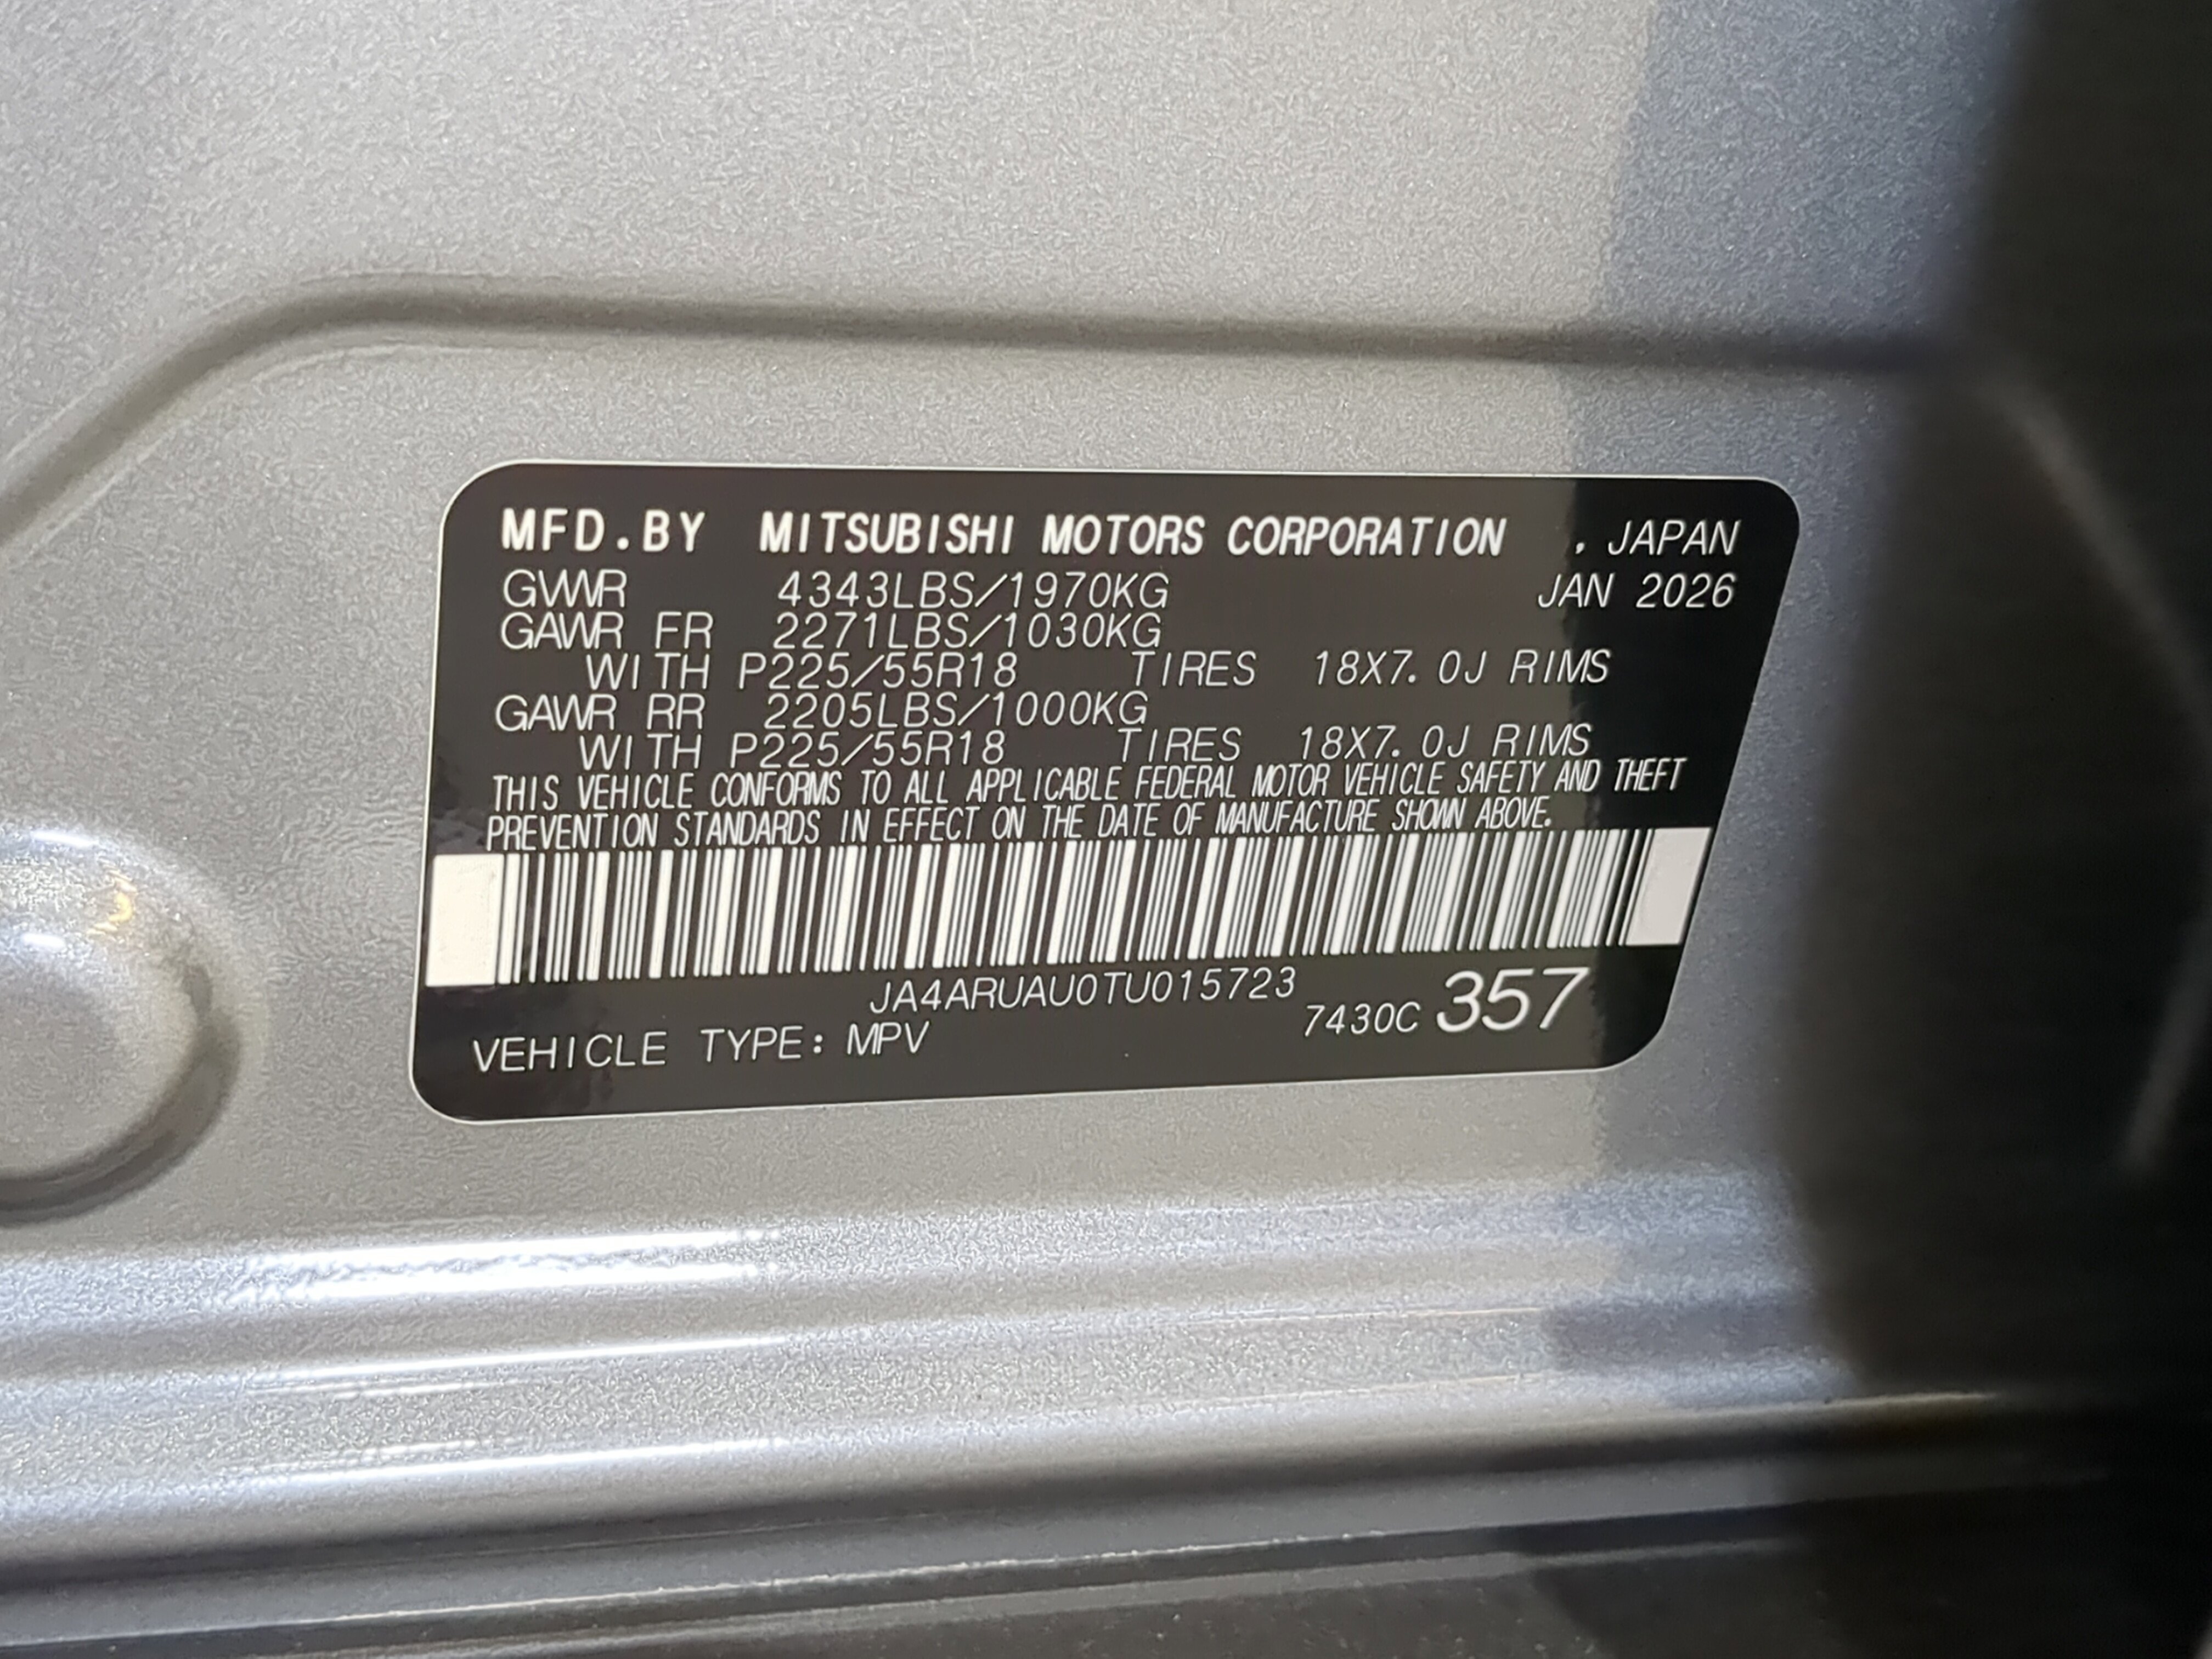 MFD.BY MITSUBISHI MOTORS CORPORATION , JAPAN
GVWR 4343LBS/1970KG JAN 2026
GAWR FR 2271LBS/1030KG
WITH P225/55R18 TIRES 18X7.0J RIMS
GAWR RR 2205LBS/1000KG
WITH P225/55R18 TIRES 18X7.0J RIMS
THIS VEHICLE CONFORMS TO ALL APPLICABLE FEDERAL MOTOR VEHICLE SAFETY AND THEFT
PREVENTION STANDARDS IN EFFECT ON THE DATE OF MANUFACTURE SHOWN ABOVE.
JA4ARUAU0TU015723
VEHICLE TYPE: MPV 7430C 357